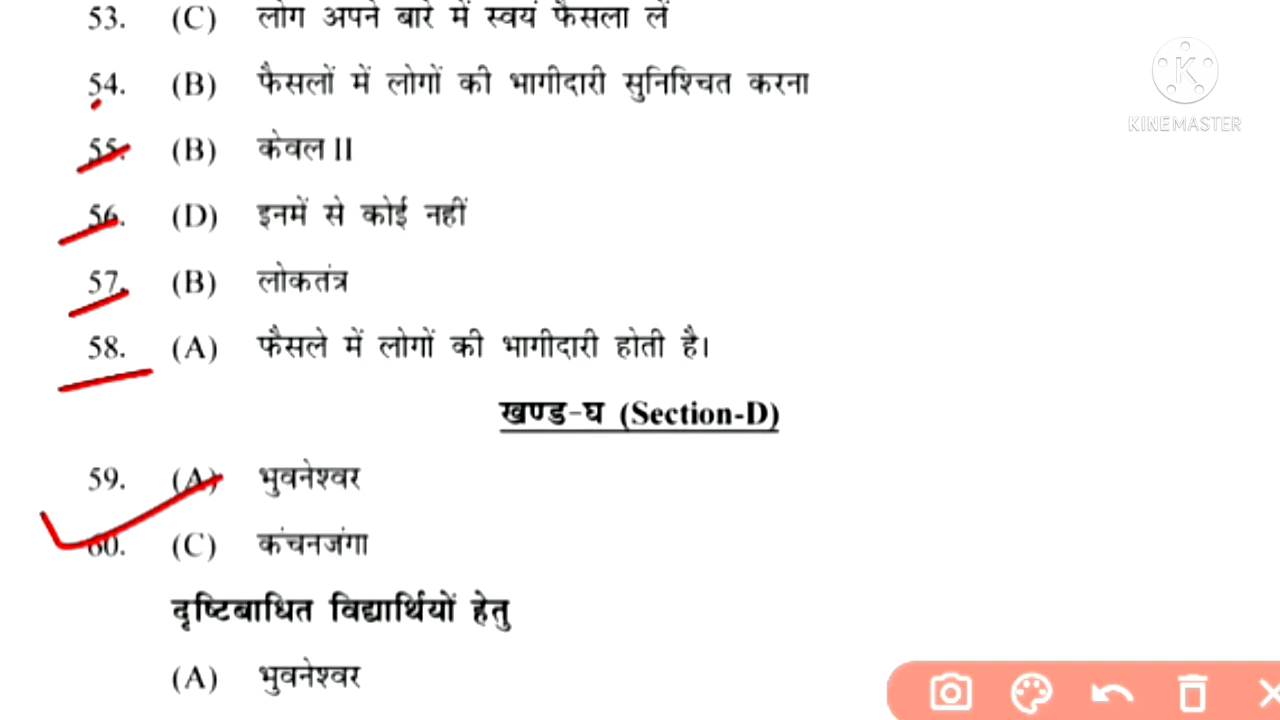 53. (C) लोग अपने बारे में स्वयं फैसला लें
54. (B) फैसलों में लोगों की भागीदारी सुनिश्चित करना
55. (B) केवल II
56. (D) इनमें से कोई नहीं
57. (B) लोकतंत्र
58. (A) फैसले में लोगों की भागीदारी होती है।
खण्ड-घ (Section-D)
59. (A) भुवनेश्वर
60. (C) कंचनजंगा
दृष्टिबाधित विद्यार्थियों हेतु
(A) भुवनेश्वर
K
KINEMASTER